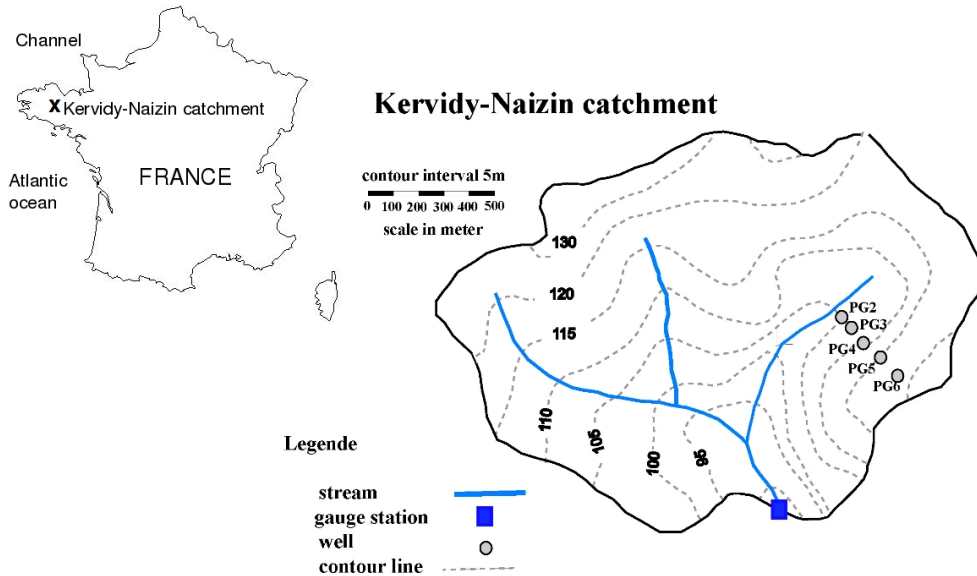 Channel
X Kervidy-Naizin catchment
FRANCE
Atlantic
ocean
Kervidy-Naizin catchment
contour interval 5m
0 100 200 300 400 500
scale in meter
130
120
115
110
105
100
95
PG2
PG3
PG4
PG5
PG6
Legende
stream
gauge station
well
contour line